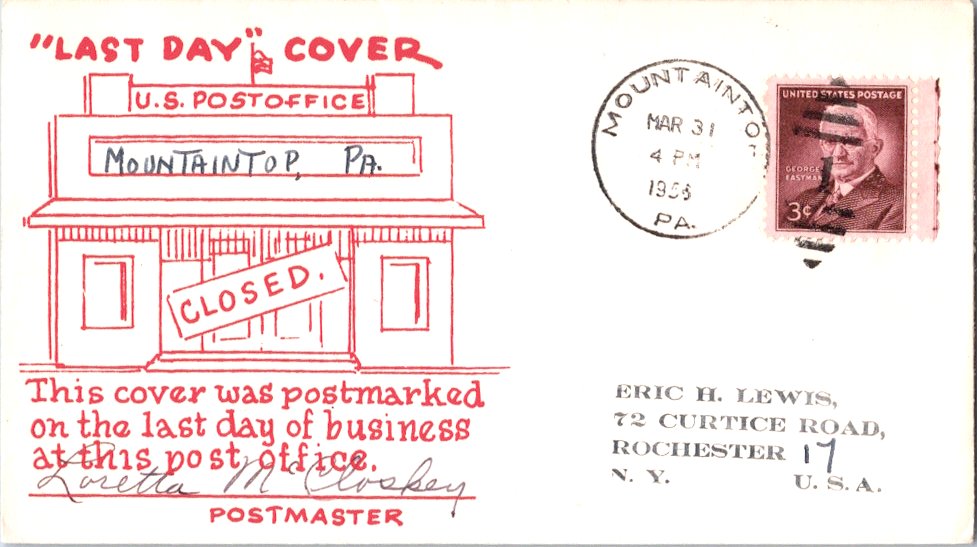 "LAST DAY" COVER
U.S. POSTOFFICE
MOUNTAINTOP, PA.
CLOSED.
This cover was postmarked
on the last day of business
at this post office.
Loretta McCloskey
POSTMASTER
MOUNTAINTOP
MAR 31
4 PM
1956
PA.
UNITED STATES POSTAGE
GEORGE
EASTMAN
3¢
1
ERIC H. LEWIS,
72 CURTICE ROAD,
ROCHESTER 17
N. Y. U. S. A.